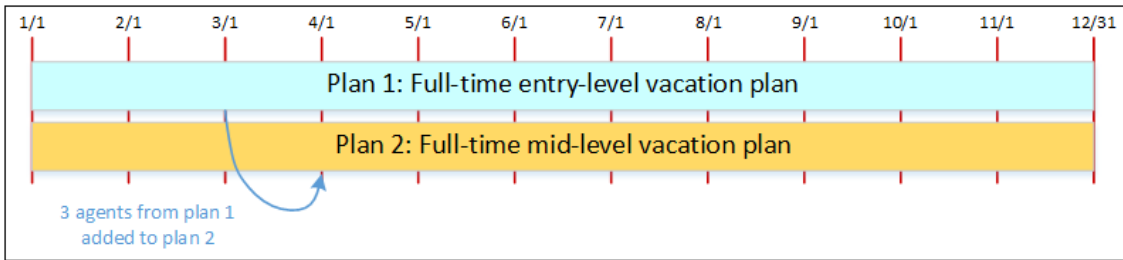 1/1 2/1 3/1 4/1 5/1 6/1 7/1 8/1 9/1 10/1 11/1 12/31
Plan 1: Full-time entry-level vacation plan
Plan 2: Full-time mid-level vacation plan
3 agents from plan 1
added to plan 2